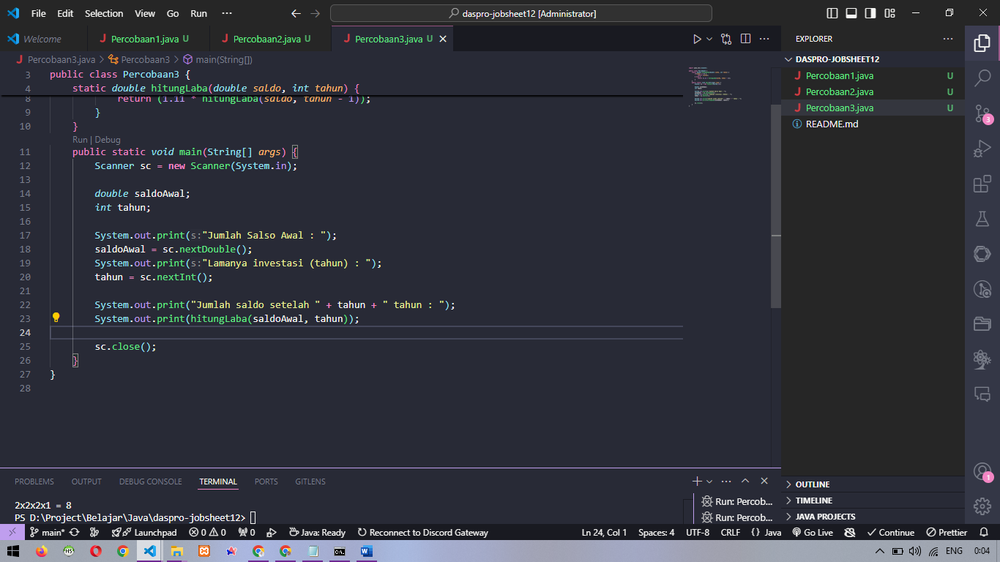 File Edit Selection View Go Run ··· daspro-jobsheet12 [Administrator]
Welcome Percobaan1.java U Percobaan2.java U Percobaan3.java U
Percobaan3.java > Percobaan3 > main(String[])
3 public class Percobaan3 {
4 static double hitungLaba(double saldo, int tahun) {
8 return (1.11 * hitungLaba(saldo, tahun - 1));
9 }
10 }
Run | Debug
11 public static void main(String[] args) {
12 Scanner sc = new Scanner(System.in);
13
14 double saldoAwal;
15 int tahun;
16
17 System.out.print(s:"Jumlah Salso Awal : ");
18 saldoAwal = sc.nextDouble();
19 System.out.print(s:"Lamanya investasi (tahun) : ");
20 tahun = sc.nextInt();
21
22 System.out.print("Jumlah saldo setelah " + tahun + " tahun : ");
23 System.out.print(hitungLaba(saldoAwal, tahun));
24
25 sc.close();
26 }
27 }
28
PROBLEMS OUTPUT DEBUG CONSOLE TERMINAL PORTS GITLENS
2x2x2x1 = 8
PS D:\Project\Belajar\Java\daspro-jobsheet12>
Run: Percob...
Run: Percob...
EXPLORER ···
DASPRO-JOBSHEET12
Percobaan1.java U
Percobaan2.java U
Percobaan3.java U
README.md
OUTLINE
TIMELINE
JAVA PROJECTS
3
1
main* Launchpad 0 0 0 Java: Ready Reconnect to Discord Gateway Ln 24, Col 1 Spaces: 4 UTF-8 CRLF {} Java Go Live Continue Prettier
HS W ENG 0:04